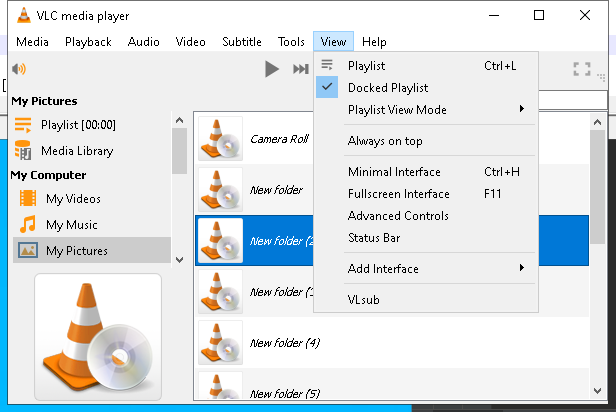 VLC media player
Media Playback Audio Video Subtitle Tools View Help
My Pictures
Playlist [00:00]
Media Library
My Computer
My Videos
My Music
My Pictures
Camera Roll
New folder
New folder (2
New folder (3
New folder (4)
New folder (5)
Playlist Ctrl+L
Docked Playlist
Playlist View Mode
Always on top
Minimal Interface Ctrl+H
Fullscreen Interface F11
Advanced Controls
Status Bar
Add Interface
VLsub